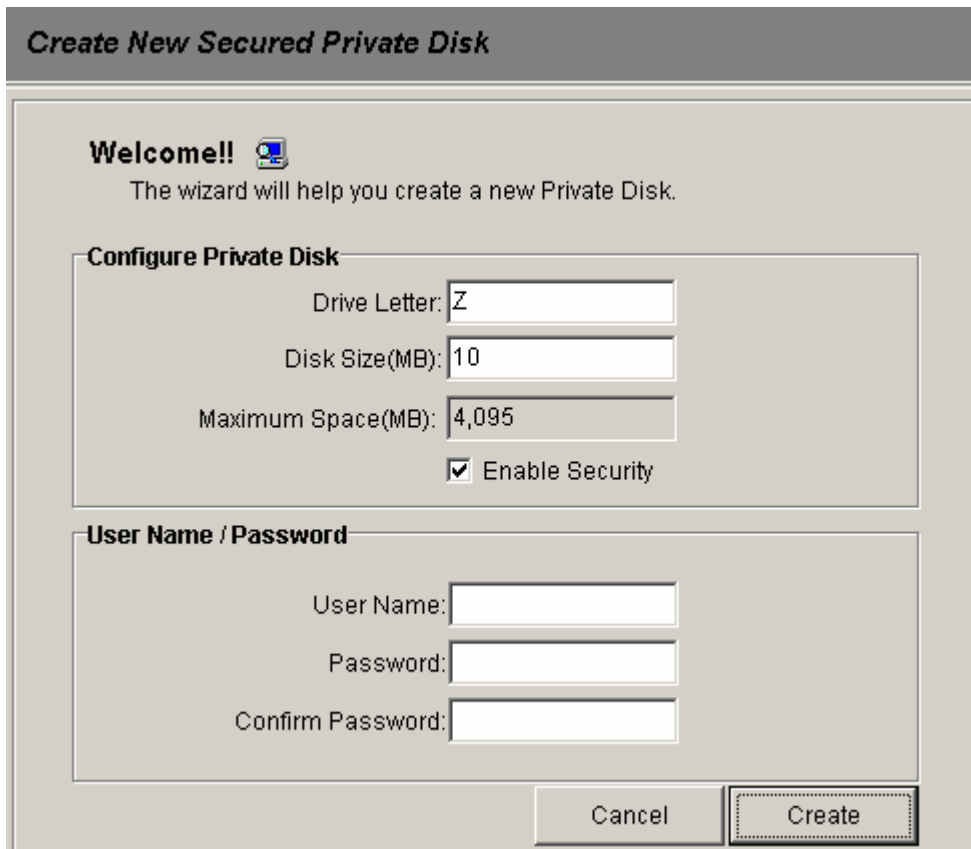 Create New Secured Private Disk
Welcome!!
The wizard will help you create a new Private Disk.
Configure Private Disk
Drive Letter: Z
Disk Size(MB): 10
Maximum Space(MB): 4,095
Enable Security
User Name / Password
User Name:
Password:
Confirm Password:
Cancel Create